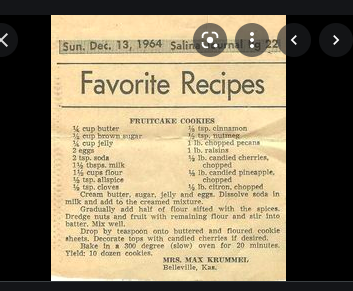 Sun. Dec. 13, 1964 Salina Journal Pg 22
Favorite Recipes
FRUITCAKE COOKIES
¼ cup butter
½ cup brown sugar
¼ cup jelly
2 eggs
2 tsp. soda
1½ tbsps. milk
1½ cups flour
½ tsp. allspice
½ tsp. cloves
½ tsp. cinnamon
½ tsp. nutmeg
1 lb. chopped pecans
1 lb. raisins
½ lb. candied cherries,
chopped
½ lb. candied pineapple,
chopped
½ lb. citron, chopped
Cream butter, sugar, jelly and eggs. Dissolve soda in
milk and add to the creamed mixture.
Gradually add half of flour sifted with the spices.
Dredge nuts and fruit with remaining flour and stir into
batter. Mix well.
Drop by teaspoon onto buttered and floured cookie
sheets. Decorate tops with candied cherries if desired.
Bake in a 300 degree (slow) oven for 20 minutes.
Yield: 10 dozen cookies.
MRS. MAX KRUMMEL
Belleville, Kas.